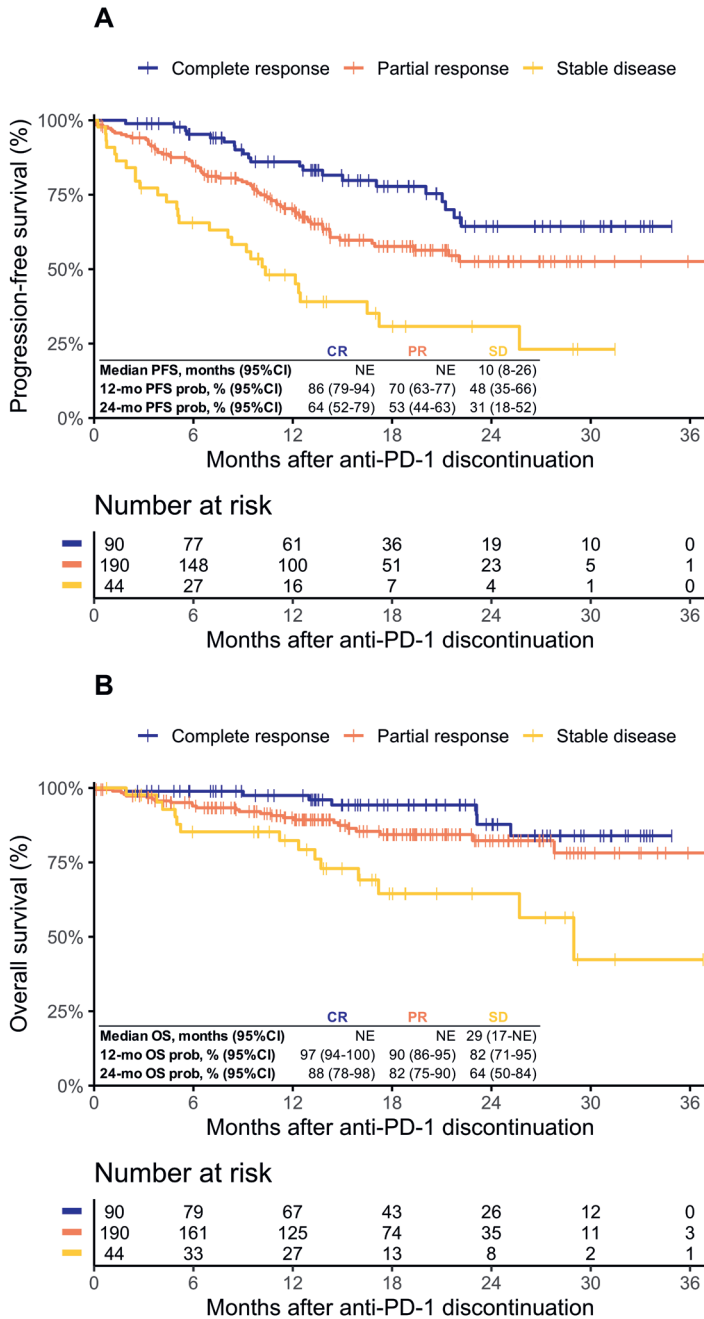 A
Complete response Partial response Stable disease
Progression-free survival (%)
100%
75%
50%
25%
0%
CR PR SD
Median PFS, months (95%CI) NE NE 10 (8-26)
12-mo PFS prob, % (95%CI) 86 (79-94) 70 (63-77) 48 (35-66)
24-mo PFS prob, % (95%CI) 64 (52-79) 53 (44-63) 31 (18-52)
0 6 12 18 24 30 36
Months after anti-PD-1 discontinuation
Number at risk
90 77 61 36 19 10 0
190 148 100 51 23 5 1
44 27 16 7 4 1 0
0 6 12 18 24 30 36
Months after anti-PD-1 discontinuation
B
Complete response Partial response Stable disease
Overall survival (%)
100%
75%
50%
25%
0%
CR PR SD
Median OS, months (95%CI) NE NE 29 (17-NE)
12-mo OS prob, % (95%CI) 97 (94-100) 90 (86-95) 82 (71-95)
24-mo OS prob, % (95%CI) 88 (78-98) 82 (75-90) 64 (50-84)
0 6 12 18 24 30 36
Months after anti-PD-1 discontinuation
Number at risk
90 79 67 43 26 12 0
190 161 125 74 35 11 3
44 33 27 13 8 2 1
0 6 12 18 24 30 36
Months after anti-PD-1 discontinuation